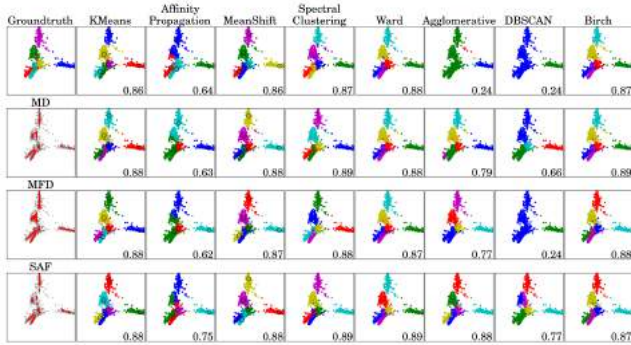 Groundtruth KMeans Affinity Propagation MeanShift Spectral Clustering Ward Agglomerative DBSCAN Birch
0.86 0.64 0.86 0.87 0.88 0.24 0.24 0.87
MD
0.88 0.63 0.88 0.89 0.88 0.79 0.66 0.89
MFD
0.88 0.62 0.87 0.88 0.87 0.77 0.24 0.88
SAF
0.88 0.75 0.88 0.89 0.89 0.88 0.77 0.87